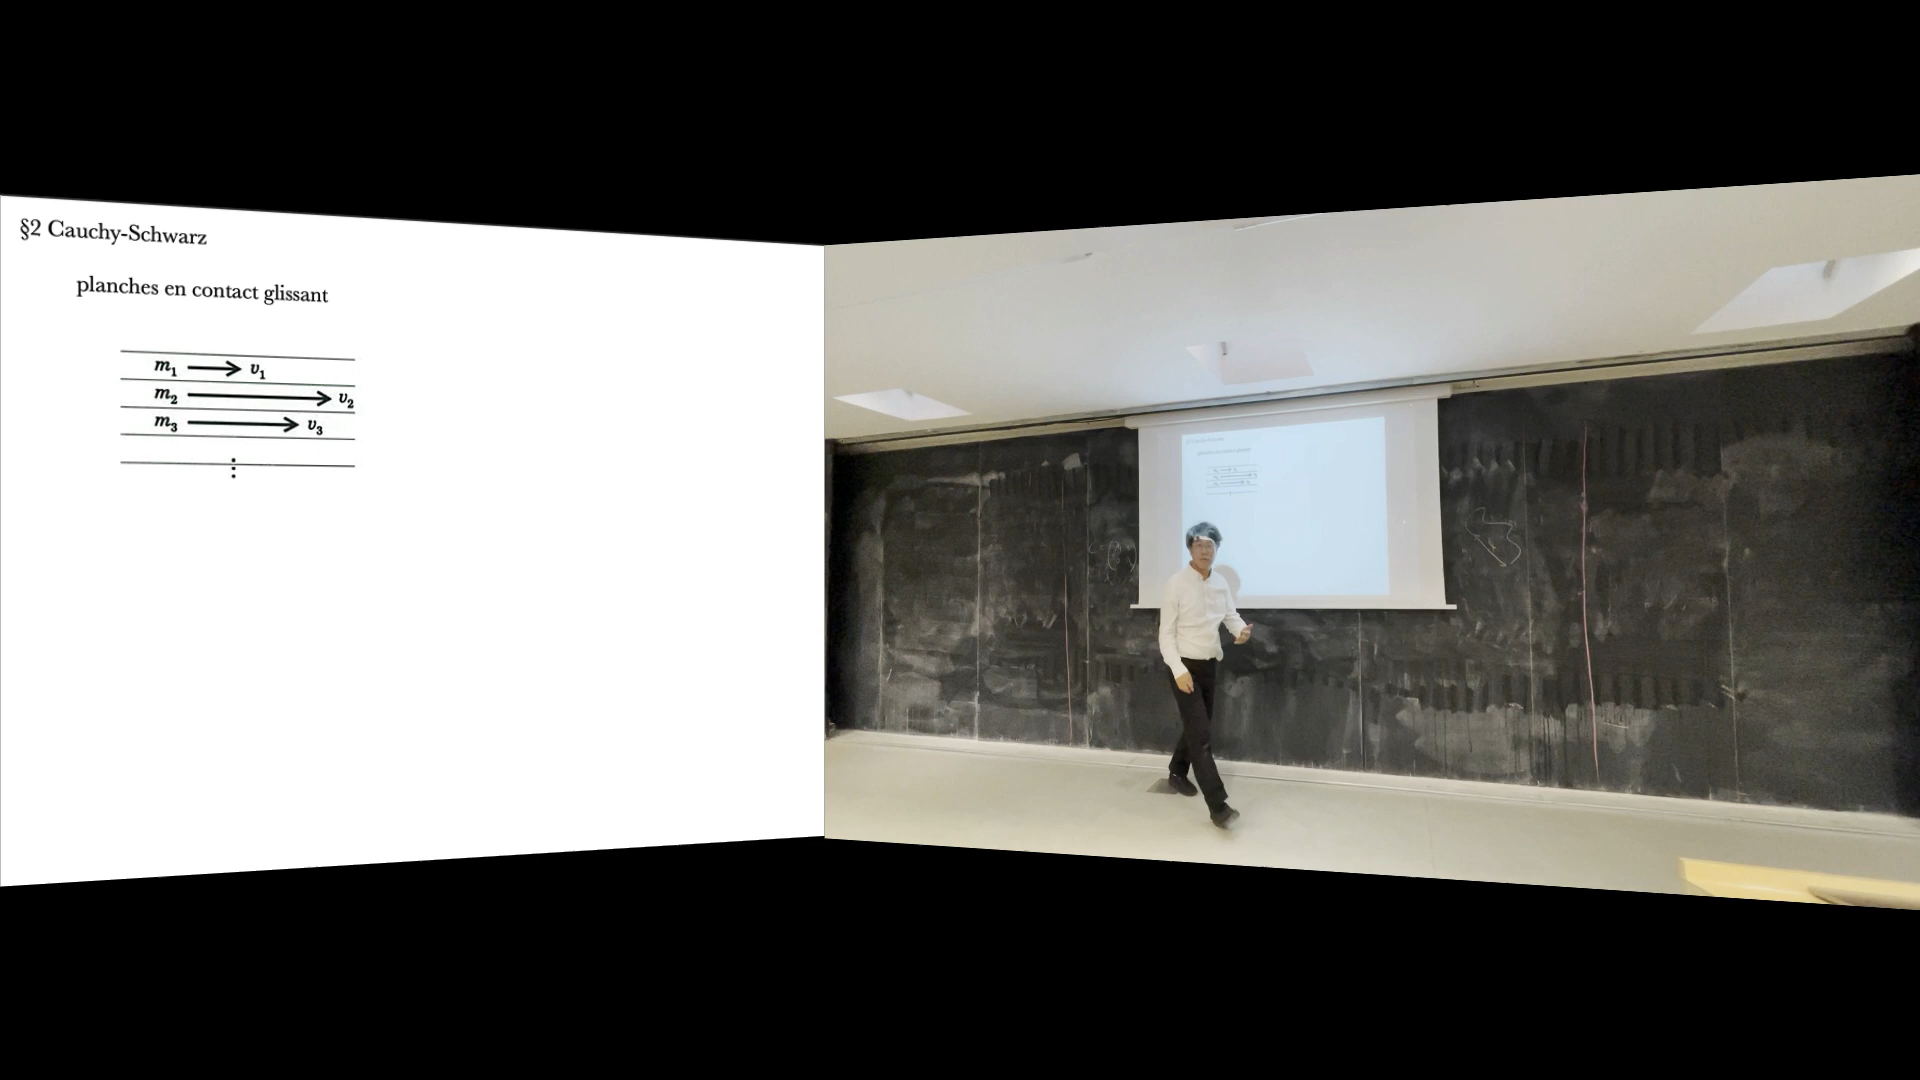 §2 Cauchy-Schwarz
planches en contact glissant
m₁ → v₁
m₂ → v₂
m₃ → v₃
⋮